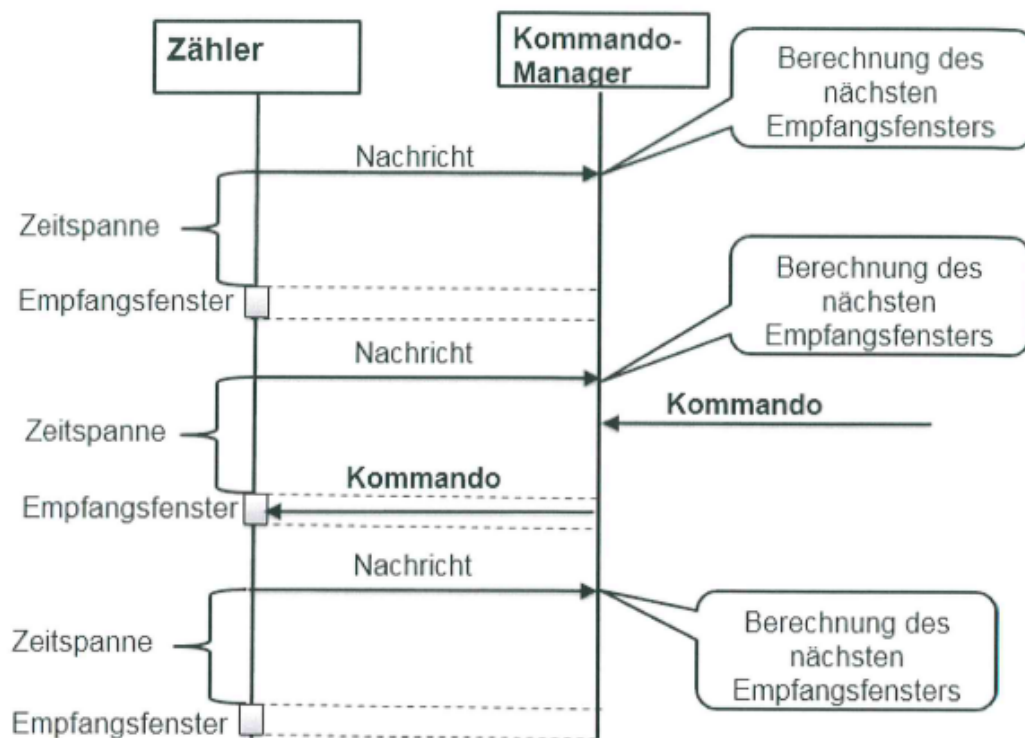 Zähler
Kommando-
Manager
Berechnung des
nächsten
Empfangsfensters
Nachricht
Zeitspanne
Empfangsfenster
Berechnung des
nächsten
Empfangsfensters
Nachricht
Kommando
Zeitspanne
Kommando
Empfangsfenster
Nachricht
Berechnung des
nächsten
Empfangsfensters
Zeitspanne
Empfangsfenster